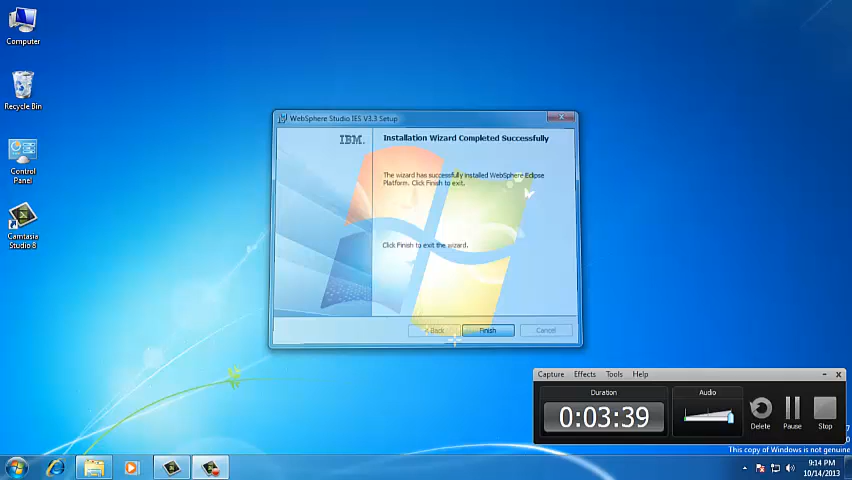 Computer
Recycle Bin
Control
Panel
Camtasia
Studio 8
WebSphere Studio IES V3.3 Setup
IBM.
Installation Wizard Completed Successfully
The wizard has successfully installed WebSphere Eclipse
Platform. Click Finish to exit.
Click Finish to exit the wizard.
< Back
Finish
Cancel
Capture Effects Tools Help
Duration
Audio
0:03:39
Delete
Pause
Stop
This copy of Windows is not genuine
9:14 PM
10/14/2013